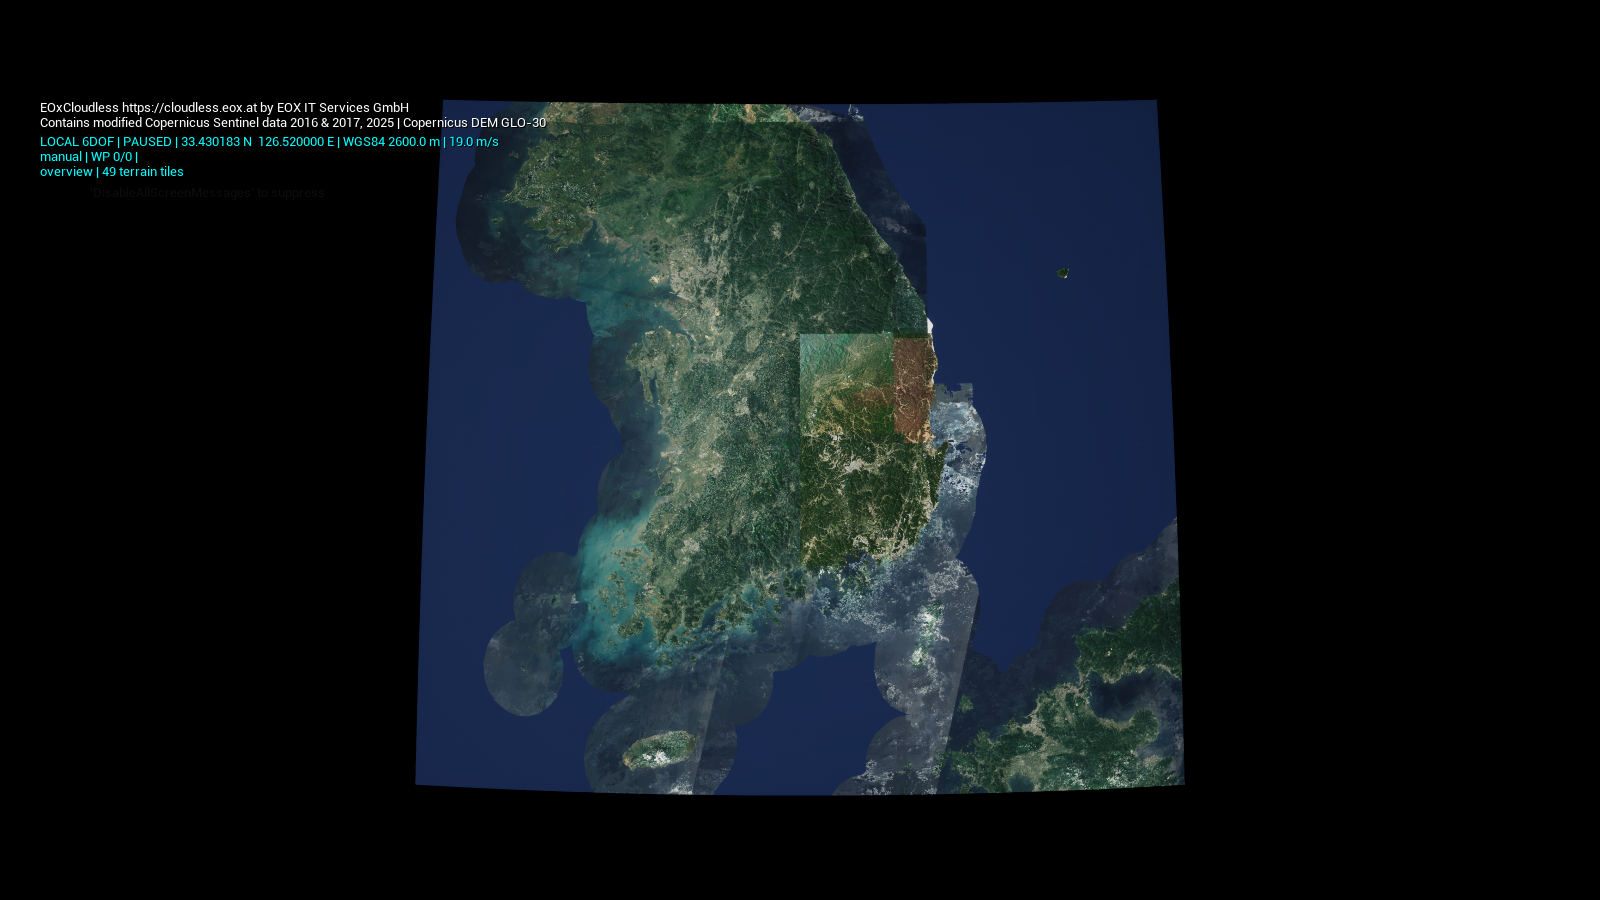 EOxCloudless https://cloudless.eox.at by EOX IT Services GmbH
Contains modified Copernicus Sentinel data 2016 & 2017, 2025 | Copernicus DEM GLO-30
LOCAL 6DOF | PAUSED | 33.430183 N  126.520000 E | WGS84 2600.0 m | 19.0 m/s
manual | WP 0/0 |
overview | 49 terrain tiles
'DisableAllScreenMessages' to suppress